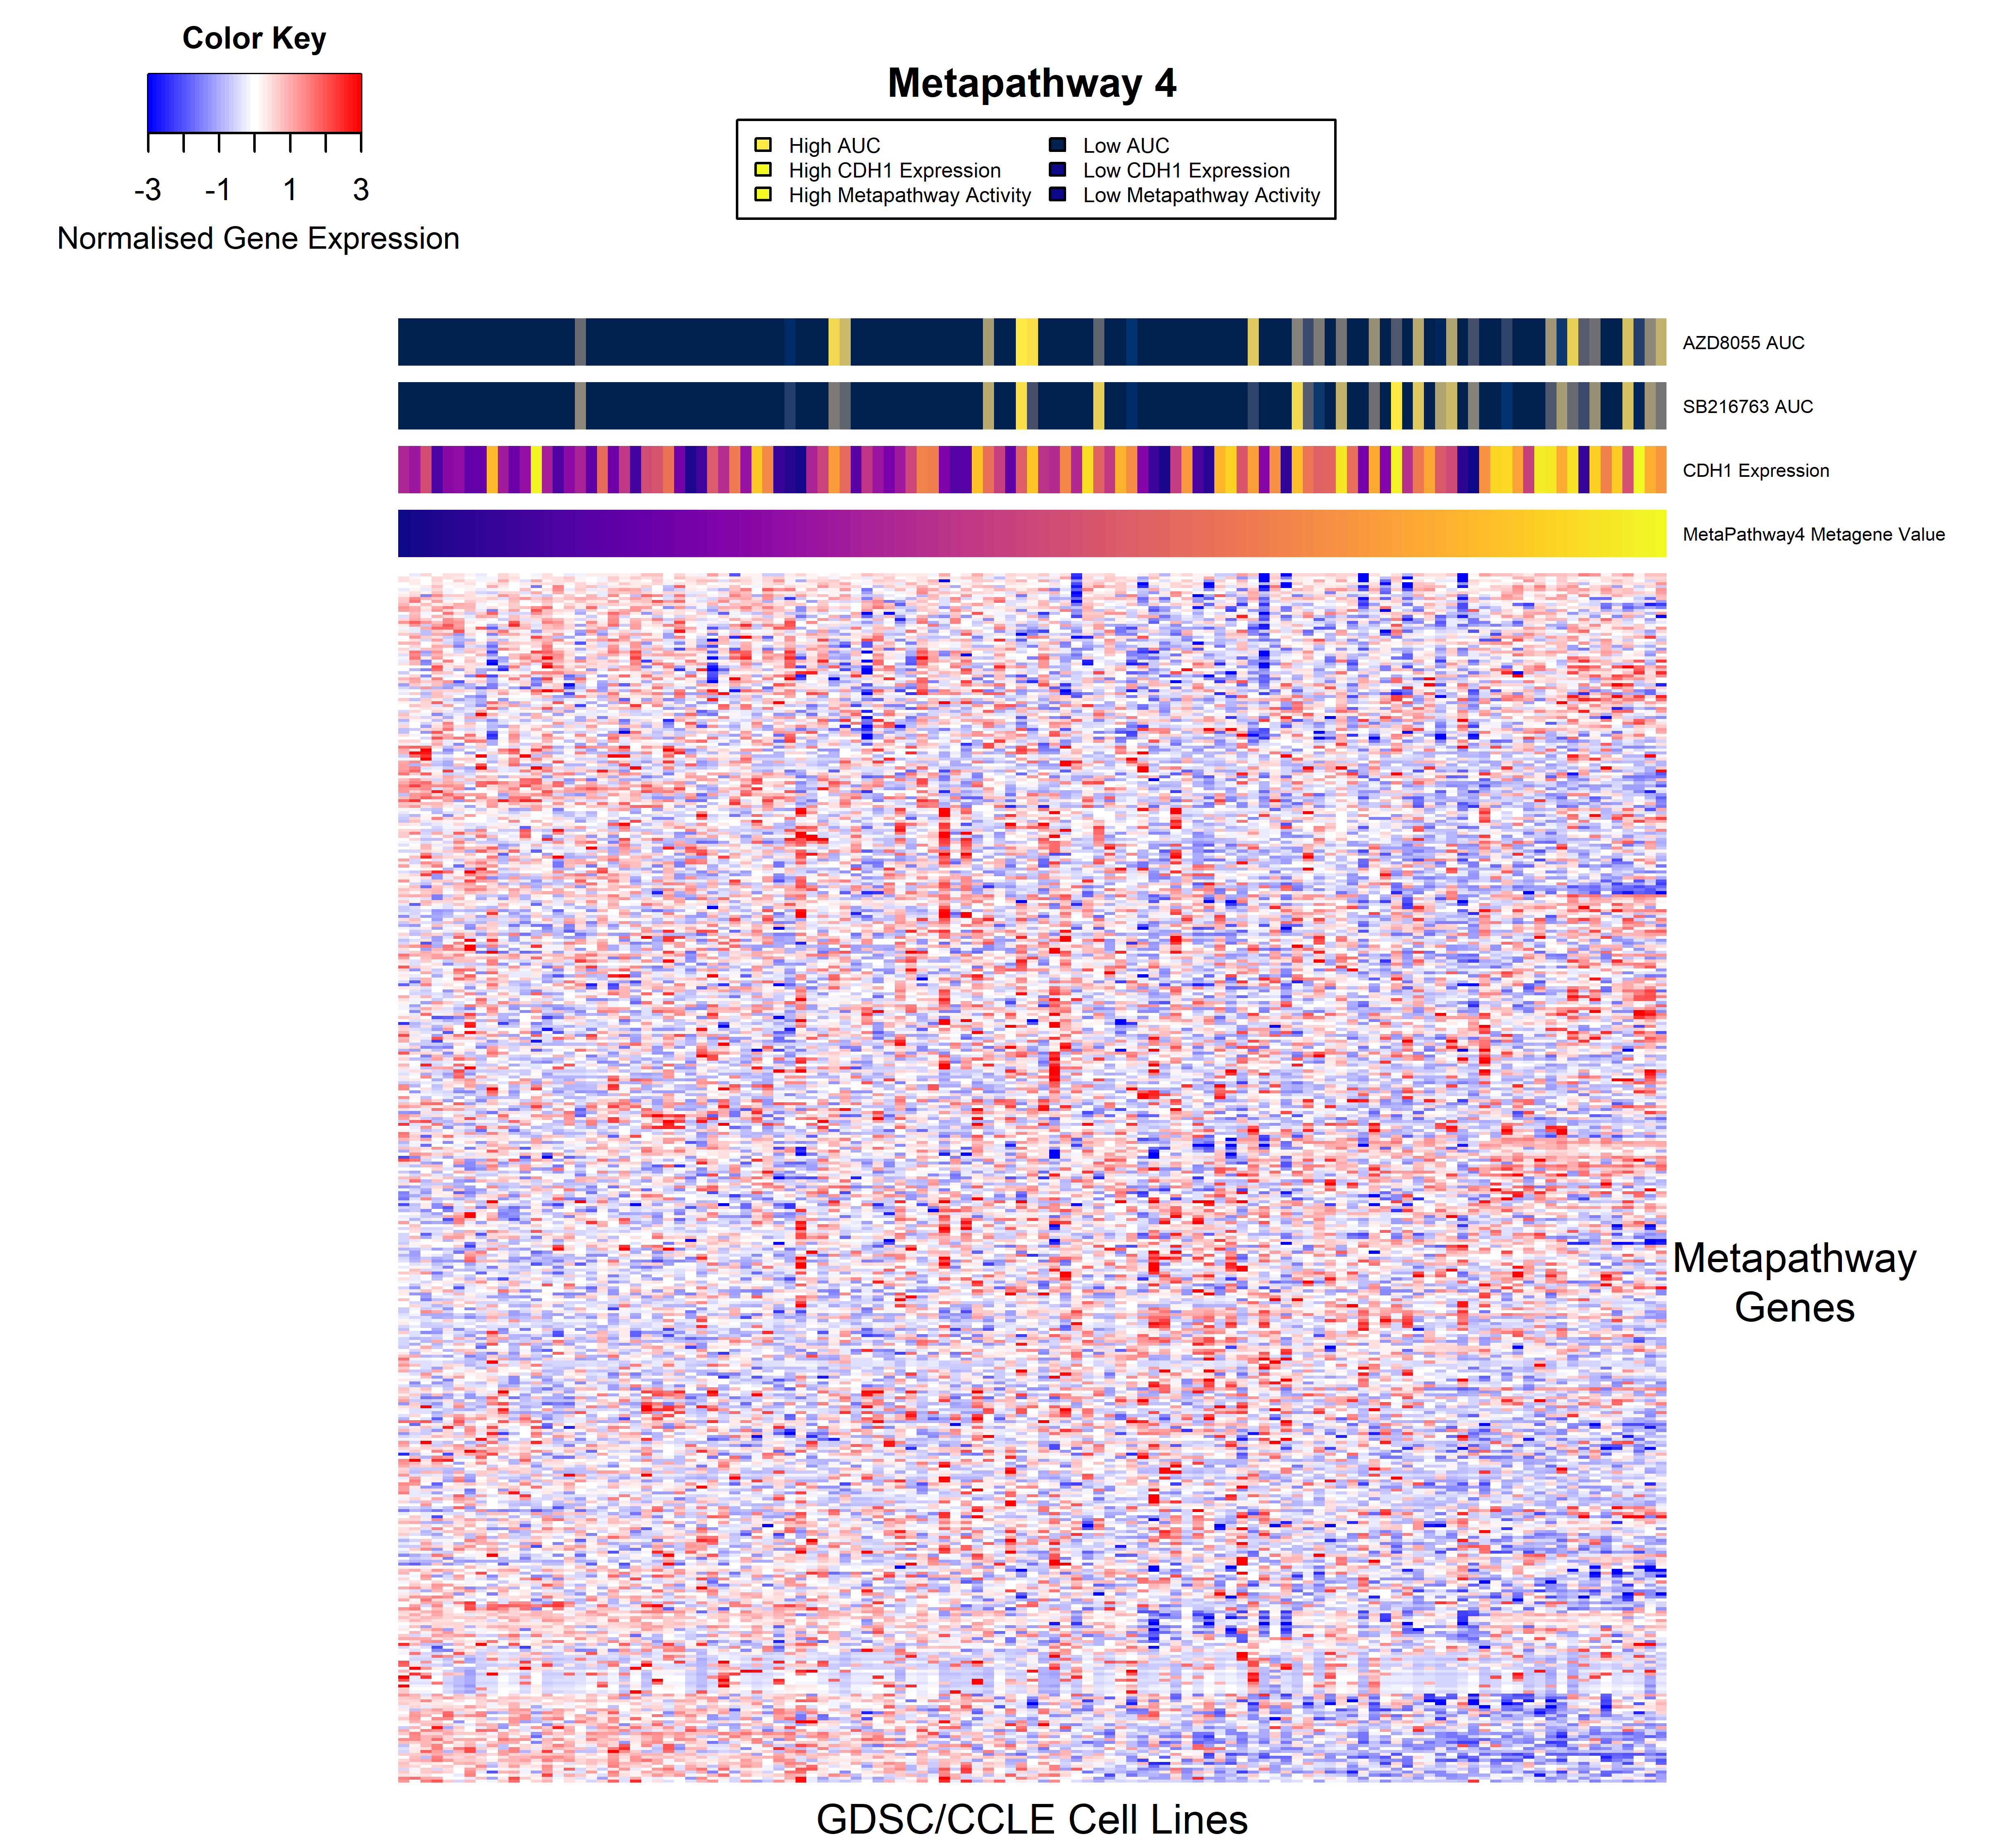 Color Key
-3 -1 1 3
Normalised Gene Expression
Metapathway 4
High AUC Low AUC
High CDH1 Expression Low CDH1 Expression
High Metapathway Activity Low Metapathway Activity
AZD8055 AUC
SB216763 AUC
CDH1 Expression
MetaPathway4 Metagene Value
Metapathway
Genes
GDSC/CCLE Cell Lines